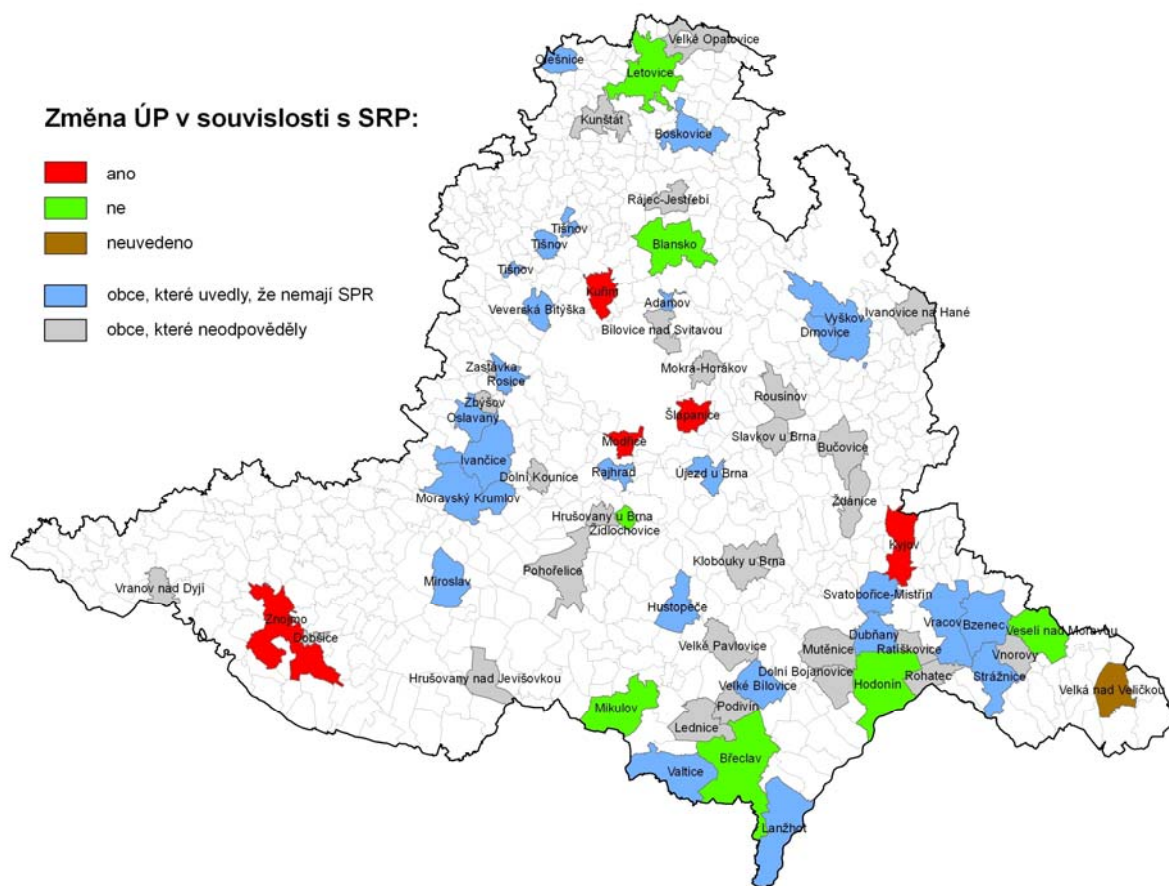 Změna ÚP v souvislosti s SRP:
ano
ne
neuvedeno
obce, které uvedly, že nemají SPR
obce, které neodpověděly
Velké Opatovice
Olešnice
Letovice
Kunštát
Boskovice
Rájec-Jestřebí
Tišnov
Tišnov
Blansko
Tišnov
Kuřim
Adamov
Veverská Bítýška
Bílovice nad Svitavou
Ivanovice na Hané
Vyškov
Drnovice
Zastávka
Rosice
Mokrá-Horákov
Zbýšov
Oslavany
Rousínov
Šlapanice
Modřice
Slavkov u Brna
Bučovice
Ivančice
Rajhrad
Újezd u Brna
Dolní Kounice
Moravský Krumlov
Ždánice
Hrušovany u Brna
Židlochovice
Kyjov
Klobouky u Brna
Pohořelice
Miroslav
Vranov nad Dyjí
Svatobořice-Mistřín
Hustopeče
Znojmo
Vracov
Bzenec
Veselí nad Moravou
Dobšice
Dubňany
Velké Pavlovice
Mutěnice
Ratíškovice
Vnorovy
Dolní Bojanovice
Rohatec
Strážnice
Hrušovany nad Jevišovkou
Hodonín
Velké Bílovice
Velká nad Veličkou
Podivín
Mikulov
Lednice
Břeclav
Valtice
Lanžhot